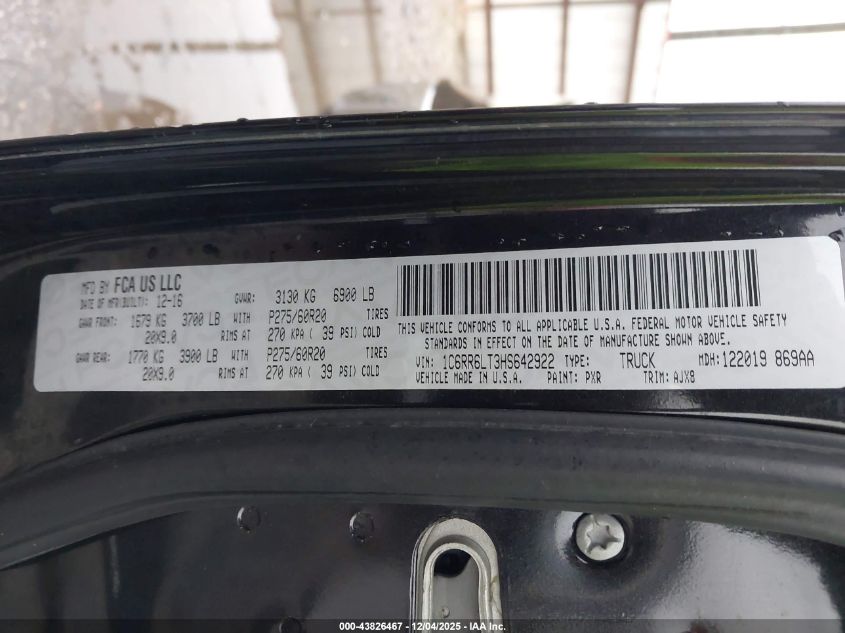 MFD BY FCA US LLC
DATE OF MFR(BUILT): 12-16 GVWR: 3130 KG 6900 LB
GAWR FRONT: 1679 KG 3700 LB WITH P275/60R20 TIRES
20X9.0 RIMS AT 270 KPA ( 39 PSI) COLD
GAWR REAR: 1770 KG 3900 LB WITH P275/60R20 TIRES
20X9.0 RIMS AT 270 KPA ( 39 PSI) COLD
THIS VEHICLE CONFORMS TO ALL APPLICABLE U.S.A. FEDERAL MOTOR VEHICLE SAFETY
STANDARDS IN EFFECT ON THE DATE OF MANUFACTURE SHOWN ABOVE.
VIN: 1C6RR6LT3HS642922 TYPE: TRUCK MDH: 122019 869AA
VEHICLE MADE IN U.S.A. PAINT: PXR TRIM: AJX8
000-43826467 - 12/04/2025 - IAA Inc.